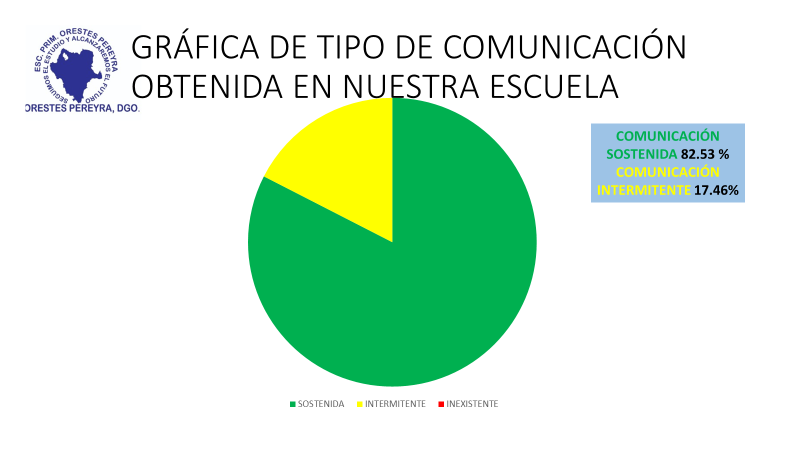 ESC. PRIM. ORESTES PEREYRA
EL ESTUDIO Y ALCANZAREMOS EL FUTURO
SEGUIMOS
ORESTES PEREYRA, DGO.
GRÁFICA DE TIPO DE COMUNICACIÓN
OBTENIDA EN NUESTRA ESCUELA
COMUNICACIÓN
SOSTENIDA 82.53 %
COMUNICACIÓN
INTERMITENTE 17.46%
SOSTENIDA INTERMITENTE INEXISTENTE